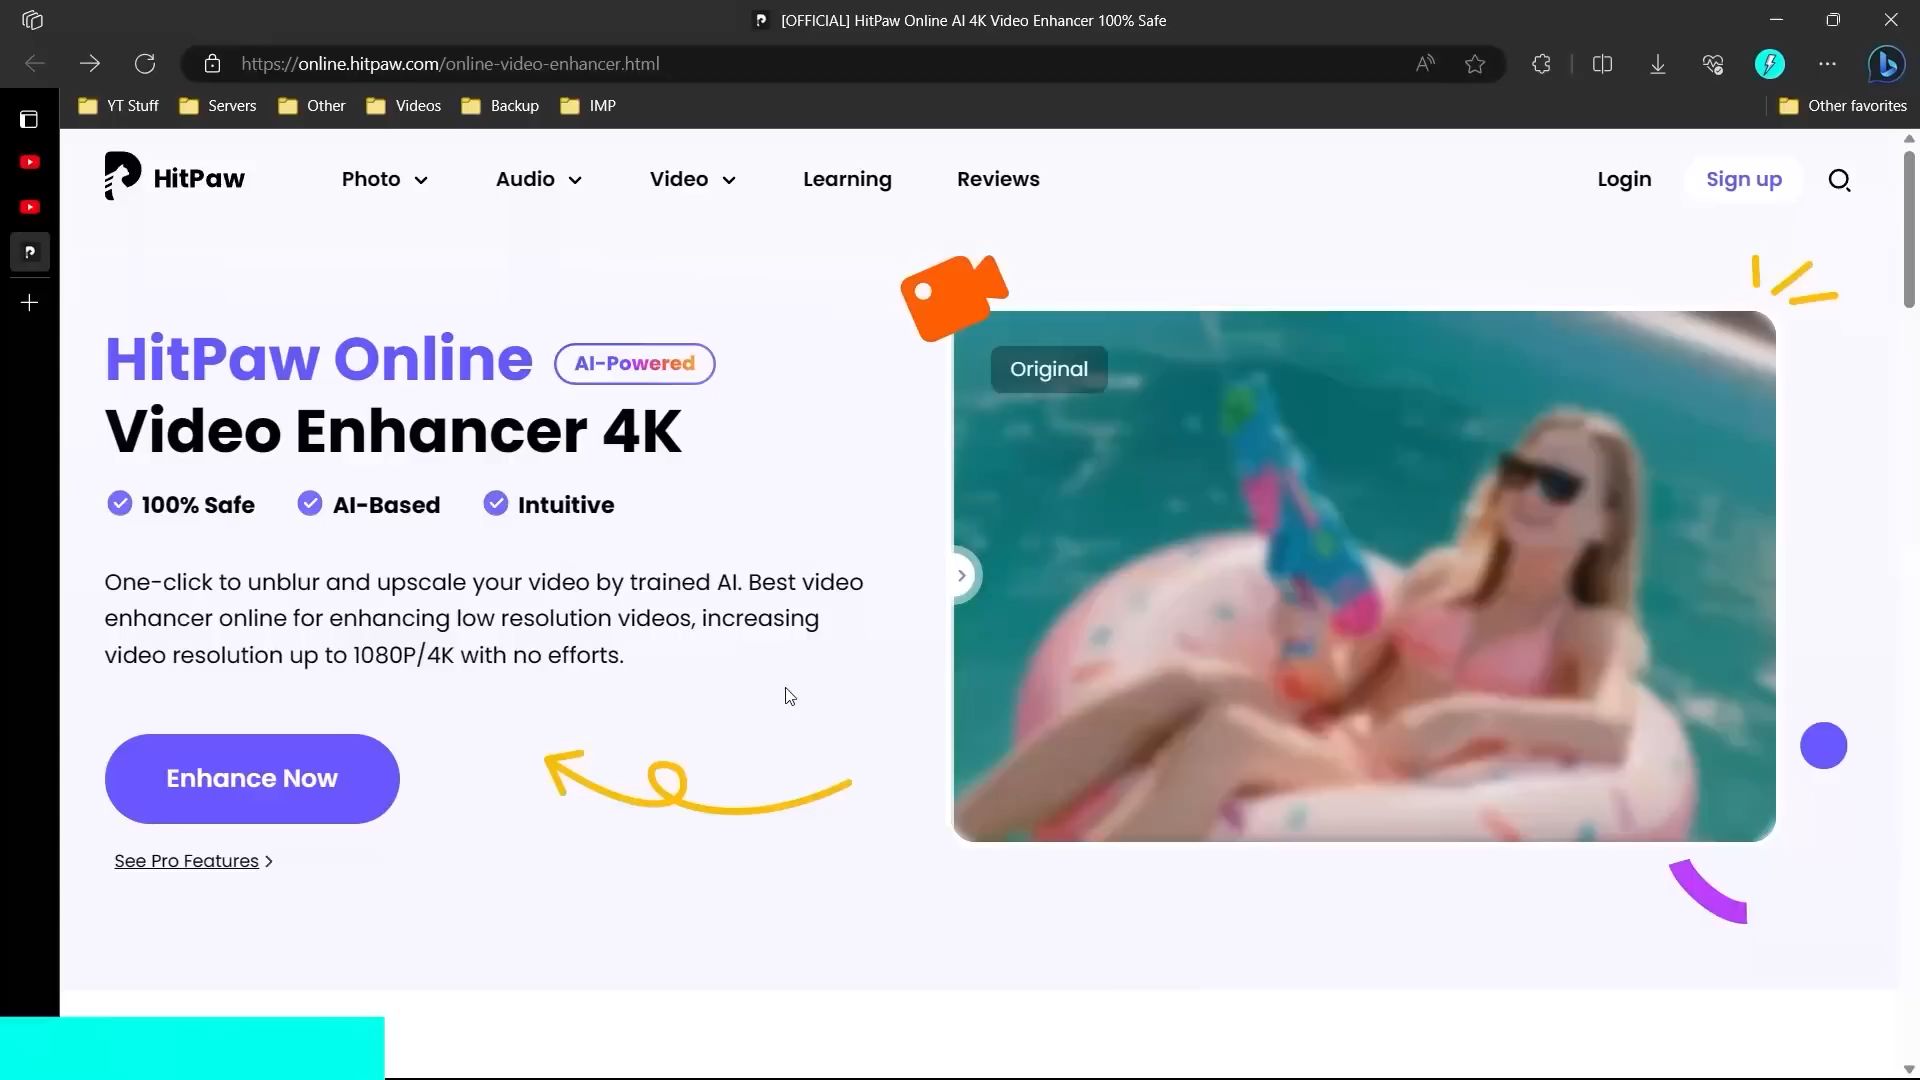 [OFFICIAL] HitPaw Online AI 4K Video Enhancer 100% Safe
https://online.hitpaw.com/online-video-enhancer.html
YT Stuff Servers Other Videos Backup IMP Other favorites
HitPaw Photo Audio Video Learning Reviews Login Sign up
HitPaw Online AI-Powered
Video Enhancer 4K
100% Safe AI-Based Intuitive
One-click to unblur and upscale your video by trained AI. Best video
enhancer online for enhancing low resolution videos, increasing
video resolution up to 1080P/4K with no efforts.
Enhance Now
See Pro Features
Original